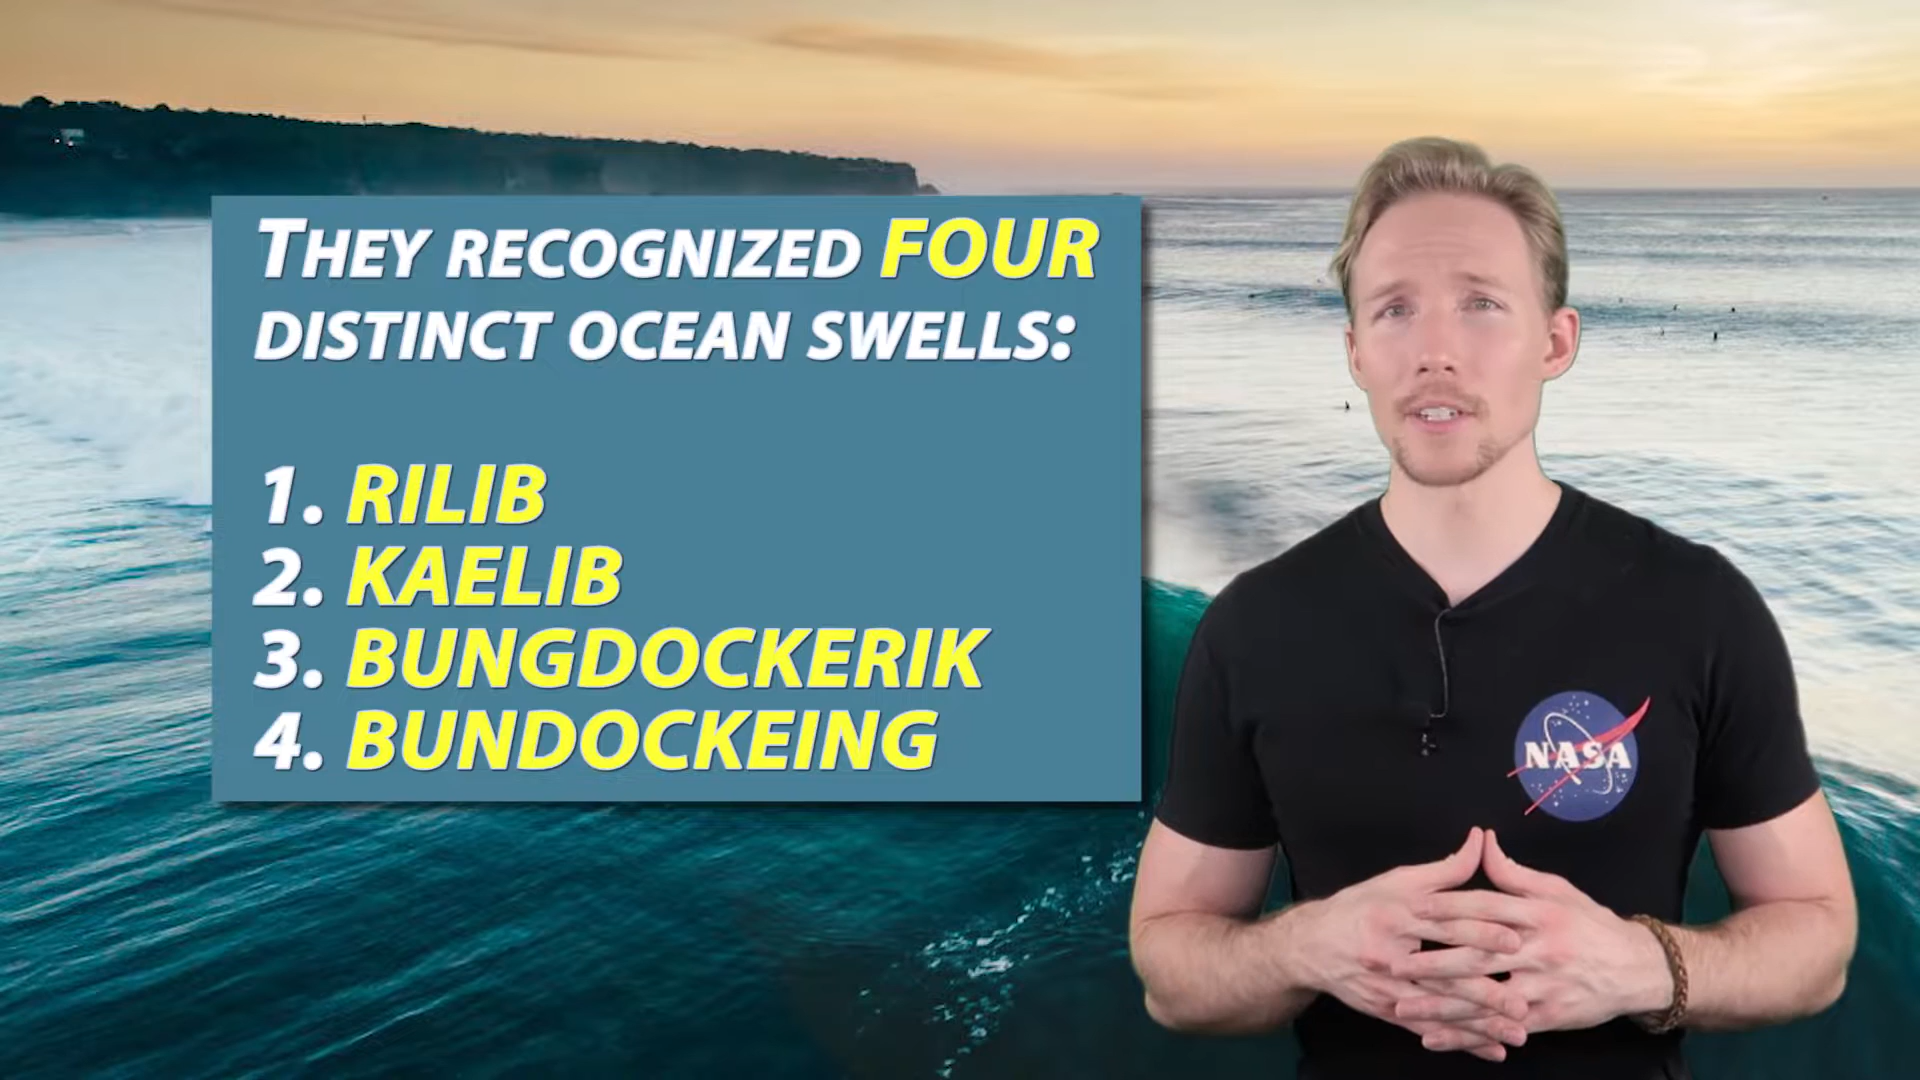 THEY RECOGNIZED FOUR
DISTINCT OCEAN SWELLS:
1. RILIB
2. KAELIB
3. BUNGDOCKERIK
4. BUNDOCKEING
NASA